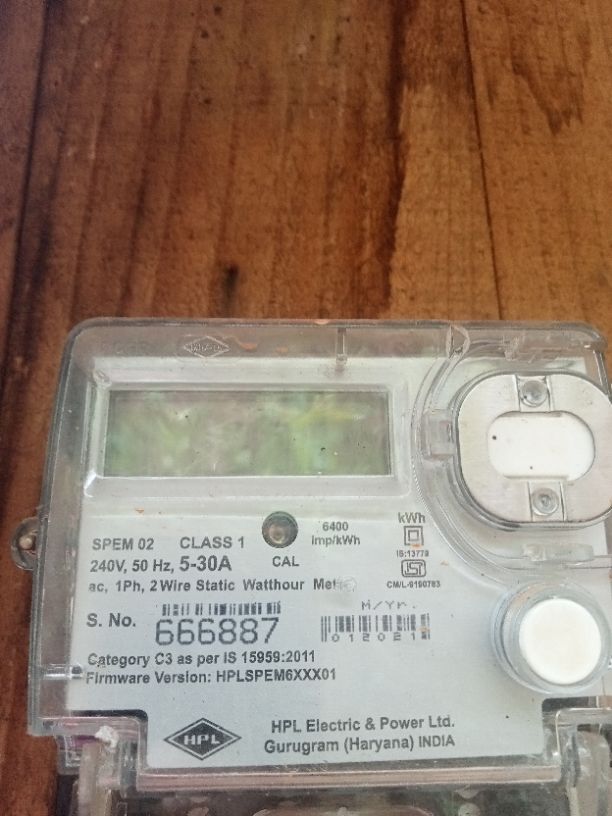 SPEM 02 CLASS 1
240V, 50 Hz, 5-30A
ac, 1Ph, 2 Wire Static Watthour
CAL
6400
imp/kWh
kWh
IS:13779
ISI
CM/L-9190783
S. No.
666887
M/Yr.
012021
Category C3 as per IS 15959:2011
Firmware Version: HPLSPEM6XXX01
HPL
HPL Electric & Power Ltd.
Gurugram (Haryana) INDIA